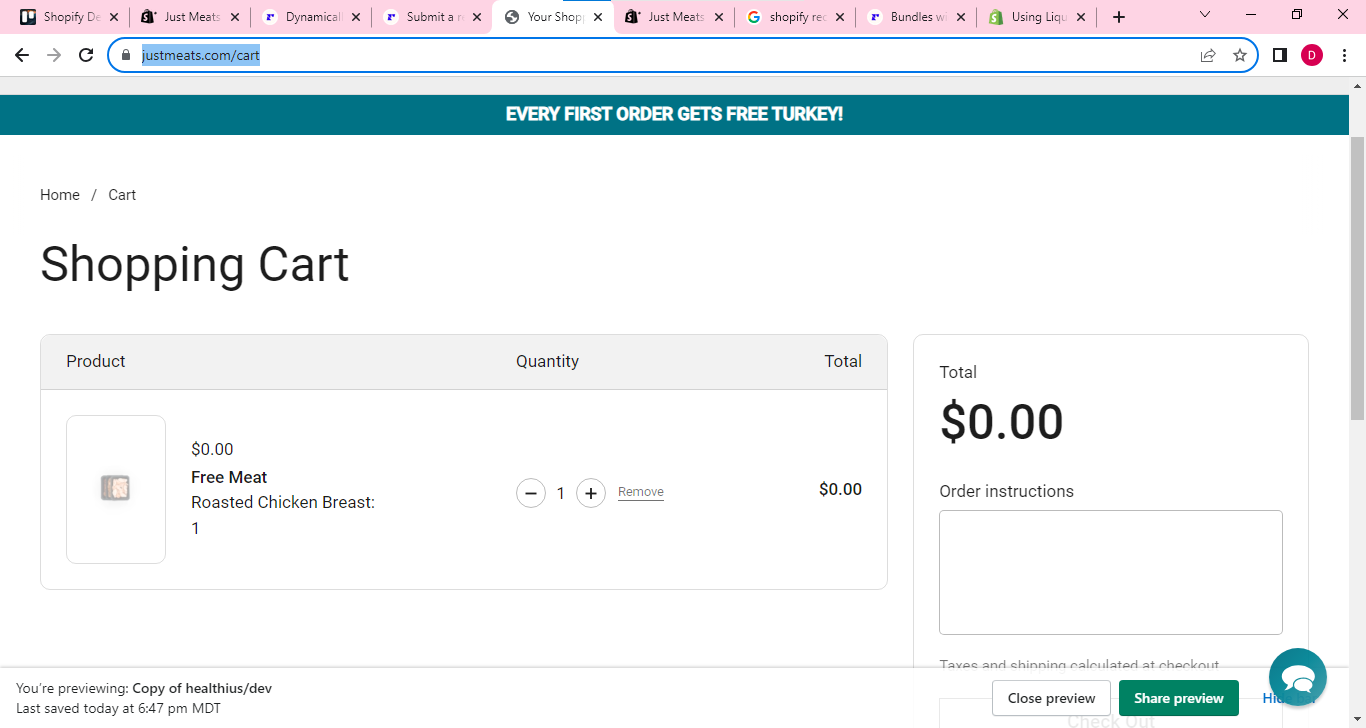 Shopify De
Just Meats
Dynamicall
Submit a r
Your Shop
Just Meats
shopify rec
Bundles wi
Using Liqu
justmeats.com/cart
D
EVERY FIRST ORDER GETS FREE TURKEY!
Home / Cart
Shopping Cart
Product Quantity Total
$0.00
Free Meat
Roasted Chicken Breast:
1
1 Remove
$0.00
Total
$0.00
Order instructions
Taxes and shipping calculated at checkout
Check Out
You're previewing: Copy of healthius/dev
Last saved today at 6:47 pm MDT
Close preview
Share preview